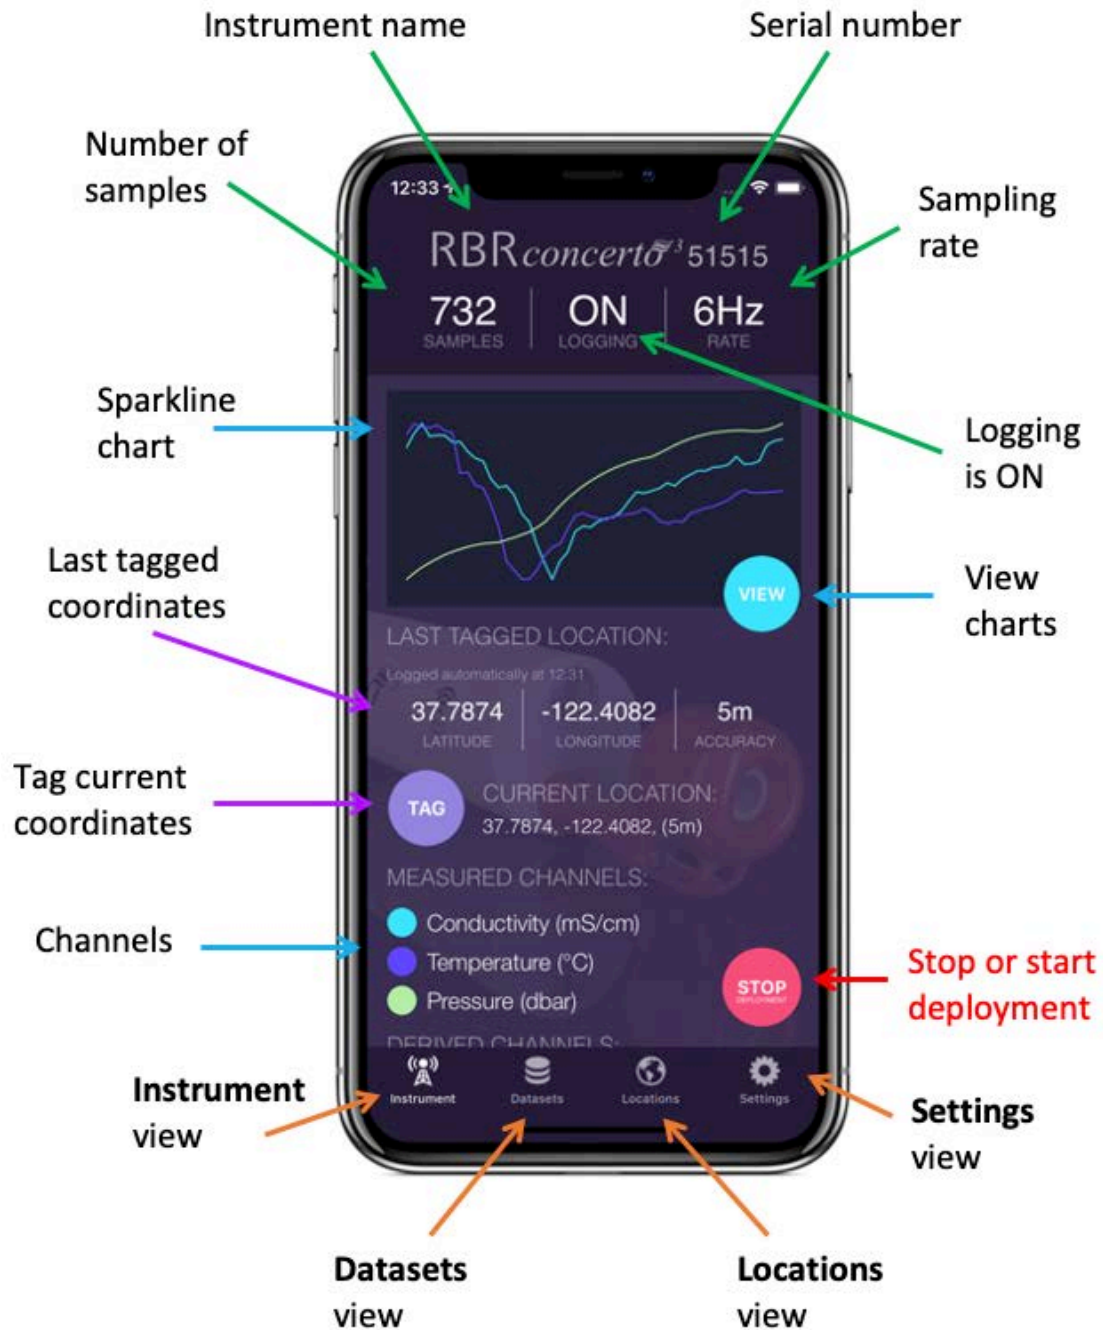 Instrument name
Serial number
Number of
samples
Sampling
rate
12:33
RBRconcerto³ 51515
732
SAMPLES
ON
LOGGING
6Hz
RATE
Sparkline
chart
Logging
is ON
Last tagged
coordinates
VIEW
View
charts
LAST TAGGED LOCATION:
Logged automatically at 12:31
37.7874
LATITUDE
-122.4082
LONGITUDE
5m
ACCURACY
Tag current
coordinates
TAG
CURRENT LOCATION:
37.7874, -122.4082, (5m)
MEASURED CHANNELS:
Channels
Conductivity (mS/cm)
Temperature (°C)
Pressure (dbar)
STOP
DEPLOYMENT
Stop or start
deployment
DERIVED CHANNELS:
Instrument
Datasets
Locations
Settings
Instrument
view
Settings
view
Datasets
view
Locations
view